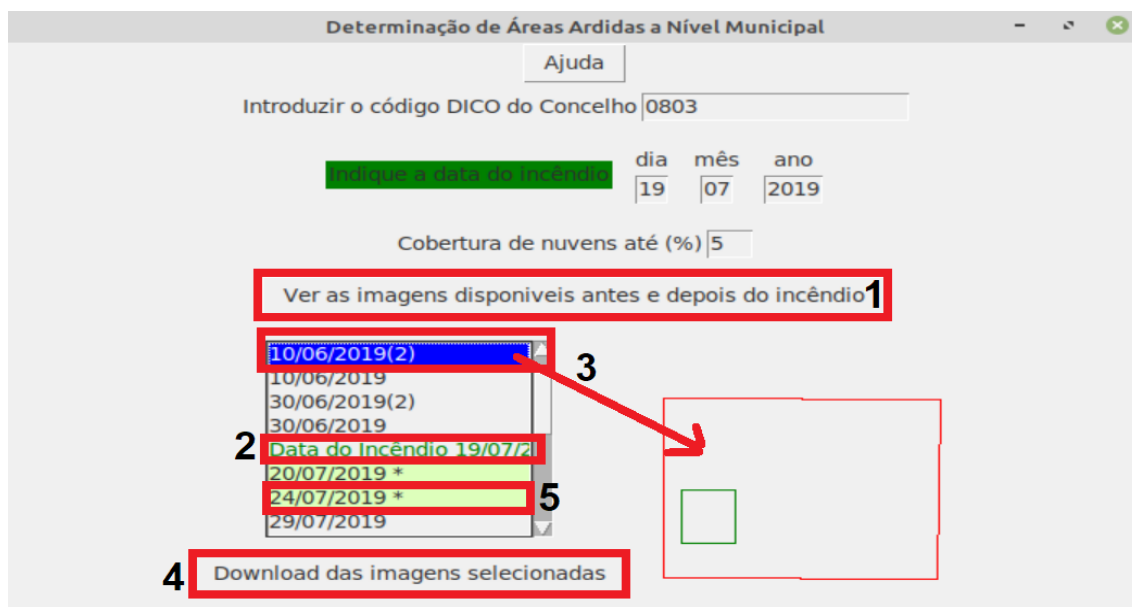 Determinação de Áreas Ardidas a Nível Municipal
Ajuda
Introduzir o código DICO do Concelho 0803
dia mês ano
Indique a data do incêndio 19 07 2019
Cobertura de nuvens até (%) 5
Ver as imagens disponiveis antes e depois do incêndio 1
10/06/2019(2)
3
10/06/2019
30/06/2019(2)
30/06/2019
2 Data do Incêndio 19/07/2
20/07/2019 *
24/07/2019 * 5
29/07/2019
4 Download das imagens selecionadas